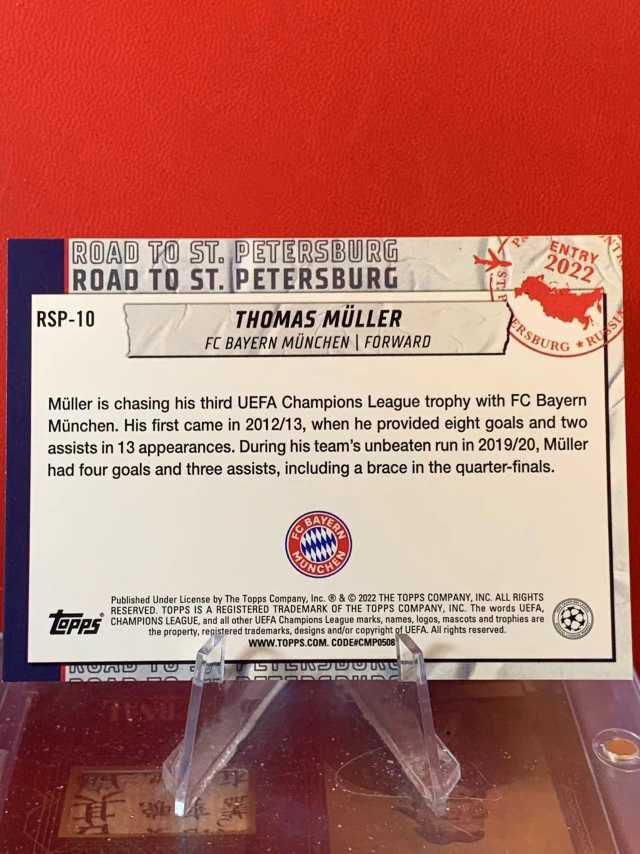 ROAD TO ST. PETERSBURG
ROAD TO ST. PETERSBURG
ENTRY
2022
RSP-10
THOMAS MÜLLER
FC BAYERN MÜNCHEN | FORWARD
Müller is chasing his third UEFA Champions League trophy with FC Bayern
München. His first came in 2012/13, when he provided eight goals and two
assists in 13 appearances. During his team's unbeaten run in 2019/20, Müller
had four goals and three assists, including a brace in the quarter-finals.
FC BAYERN
MÜNCHEN
Topps
Published Under License by The Topps Company, Inc. ® & © 2022 THE TOPPS COMPANY, INC. ALL RIGHTS
RESERVED. TOPPS IS A REGISTERED TRADEMARK OF THE TOPPS COMPANY, INC. The words UEFA,
CHAMPIONS LEAGUE, and all other UEFA Champions League marks, names, logos, mascots and trophies are
the property, registered trademarks, designs and/or copyright of UEFA. All rights reserved.
WWW.TOPPS.COM. CODE#CMP0508
ROAD TO ST. PETERSBURG